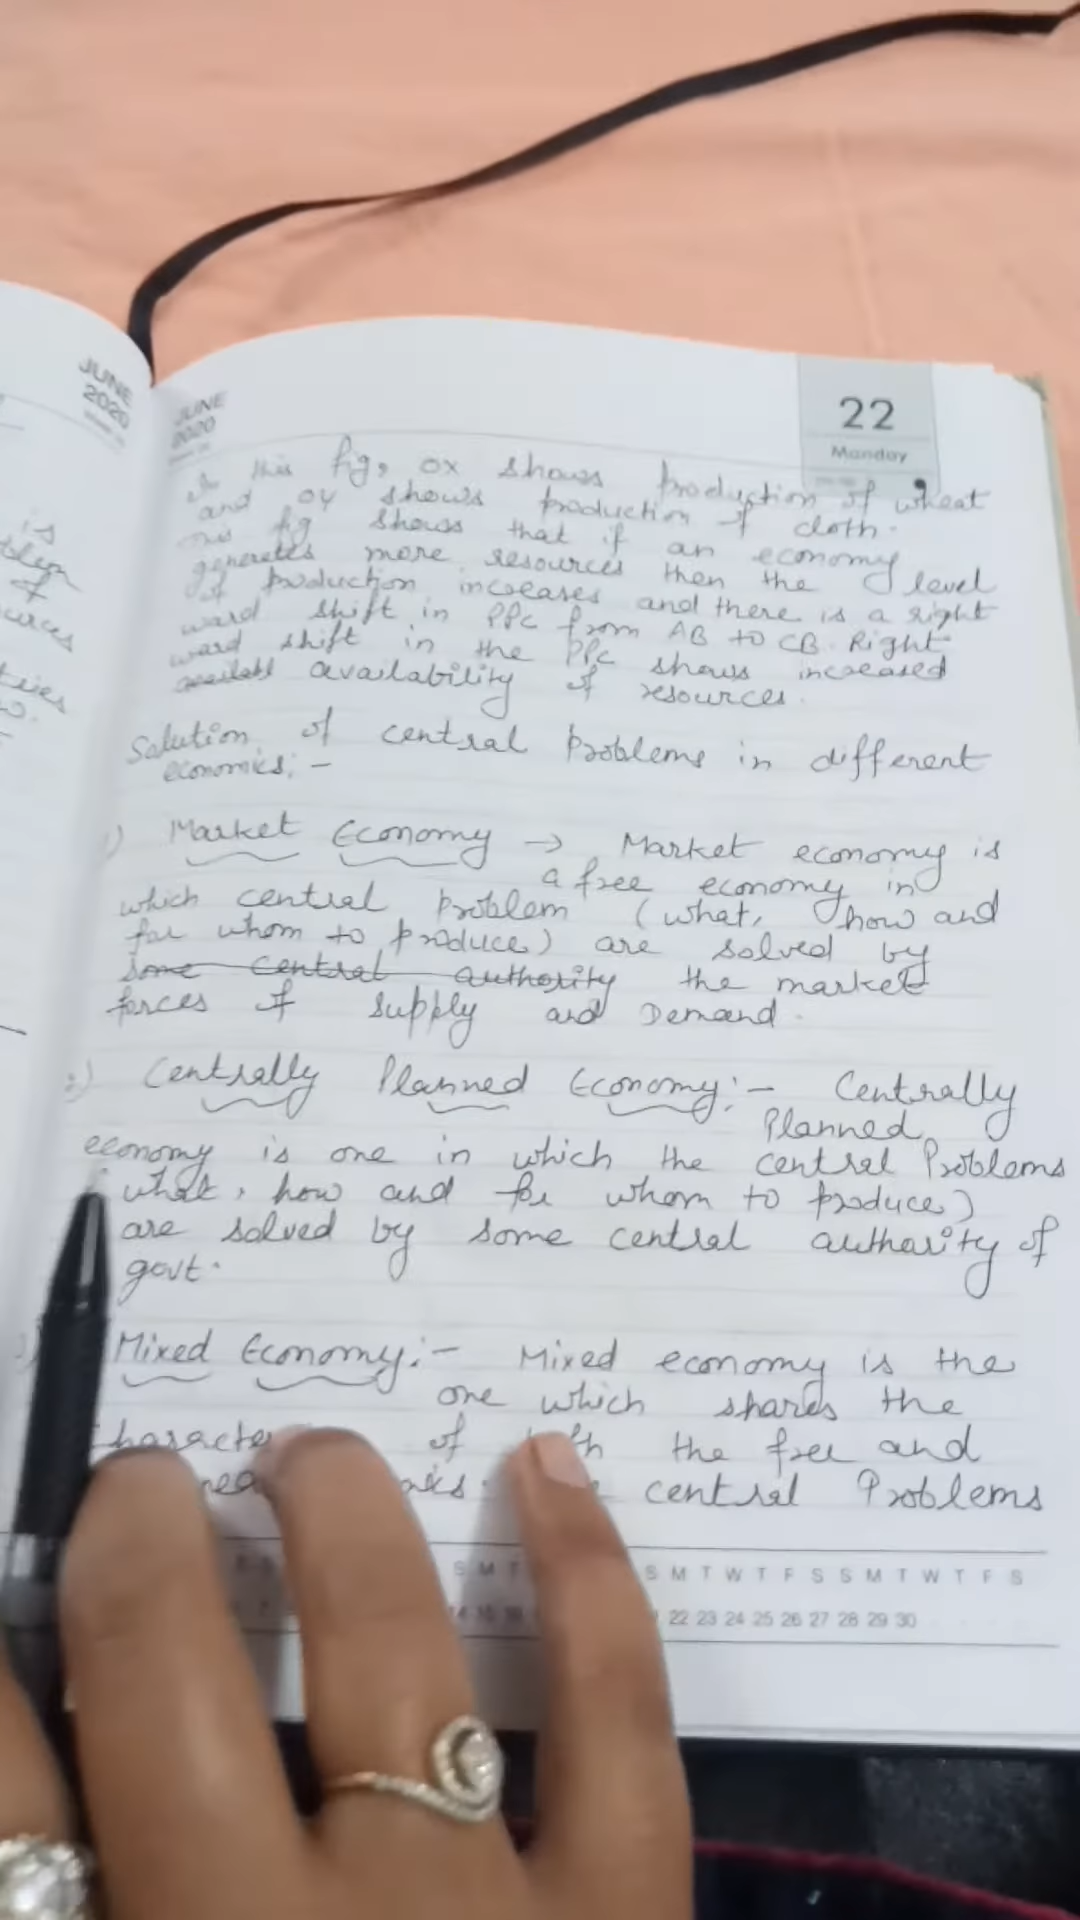 JUNE
2020
JUNE
2020
22
Monday
In this fig, ox shows production of wheat
and oy shows production of cloth.
fig shows that if an economy
generates more resources then the level
of production increases and there is a right
ward shift in PPC from AB to CB. Right
ward shift in the PPC shows increased
availability of resources.
Solution of central Problems in different
economics: -
1) Market Economy → Market economy is
a free economy in
which central problem (what, how and
for whom to produce) are solved by
some central authority the market
forces of supply and Demand.
2) Centrally Planned Economy: - Centrally
Planned
economy is one in which the central Problems
what, how and for whom to produce)
are solved by some central authority of
govt.
Mixed Economy: - Mixed economy is the
one which shares the
of the free and
central Problems
S M T W T F S S M T W T F S
22 23 24 25 26 27 28 29 30